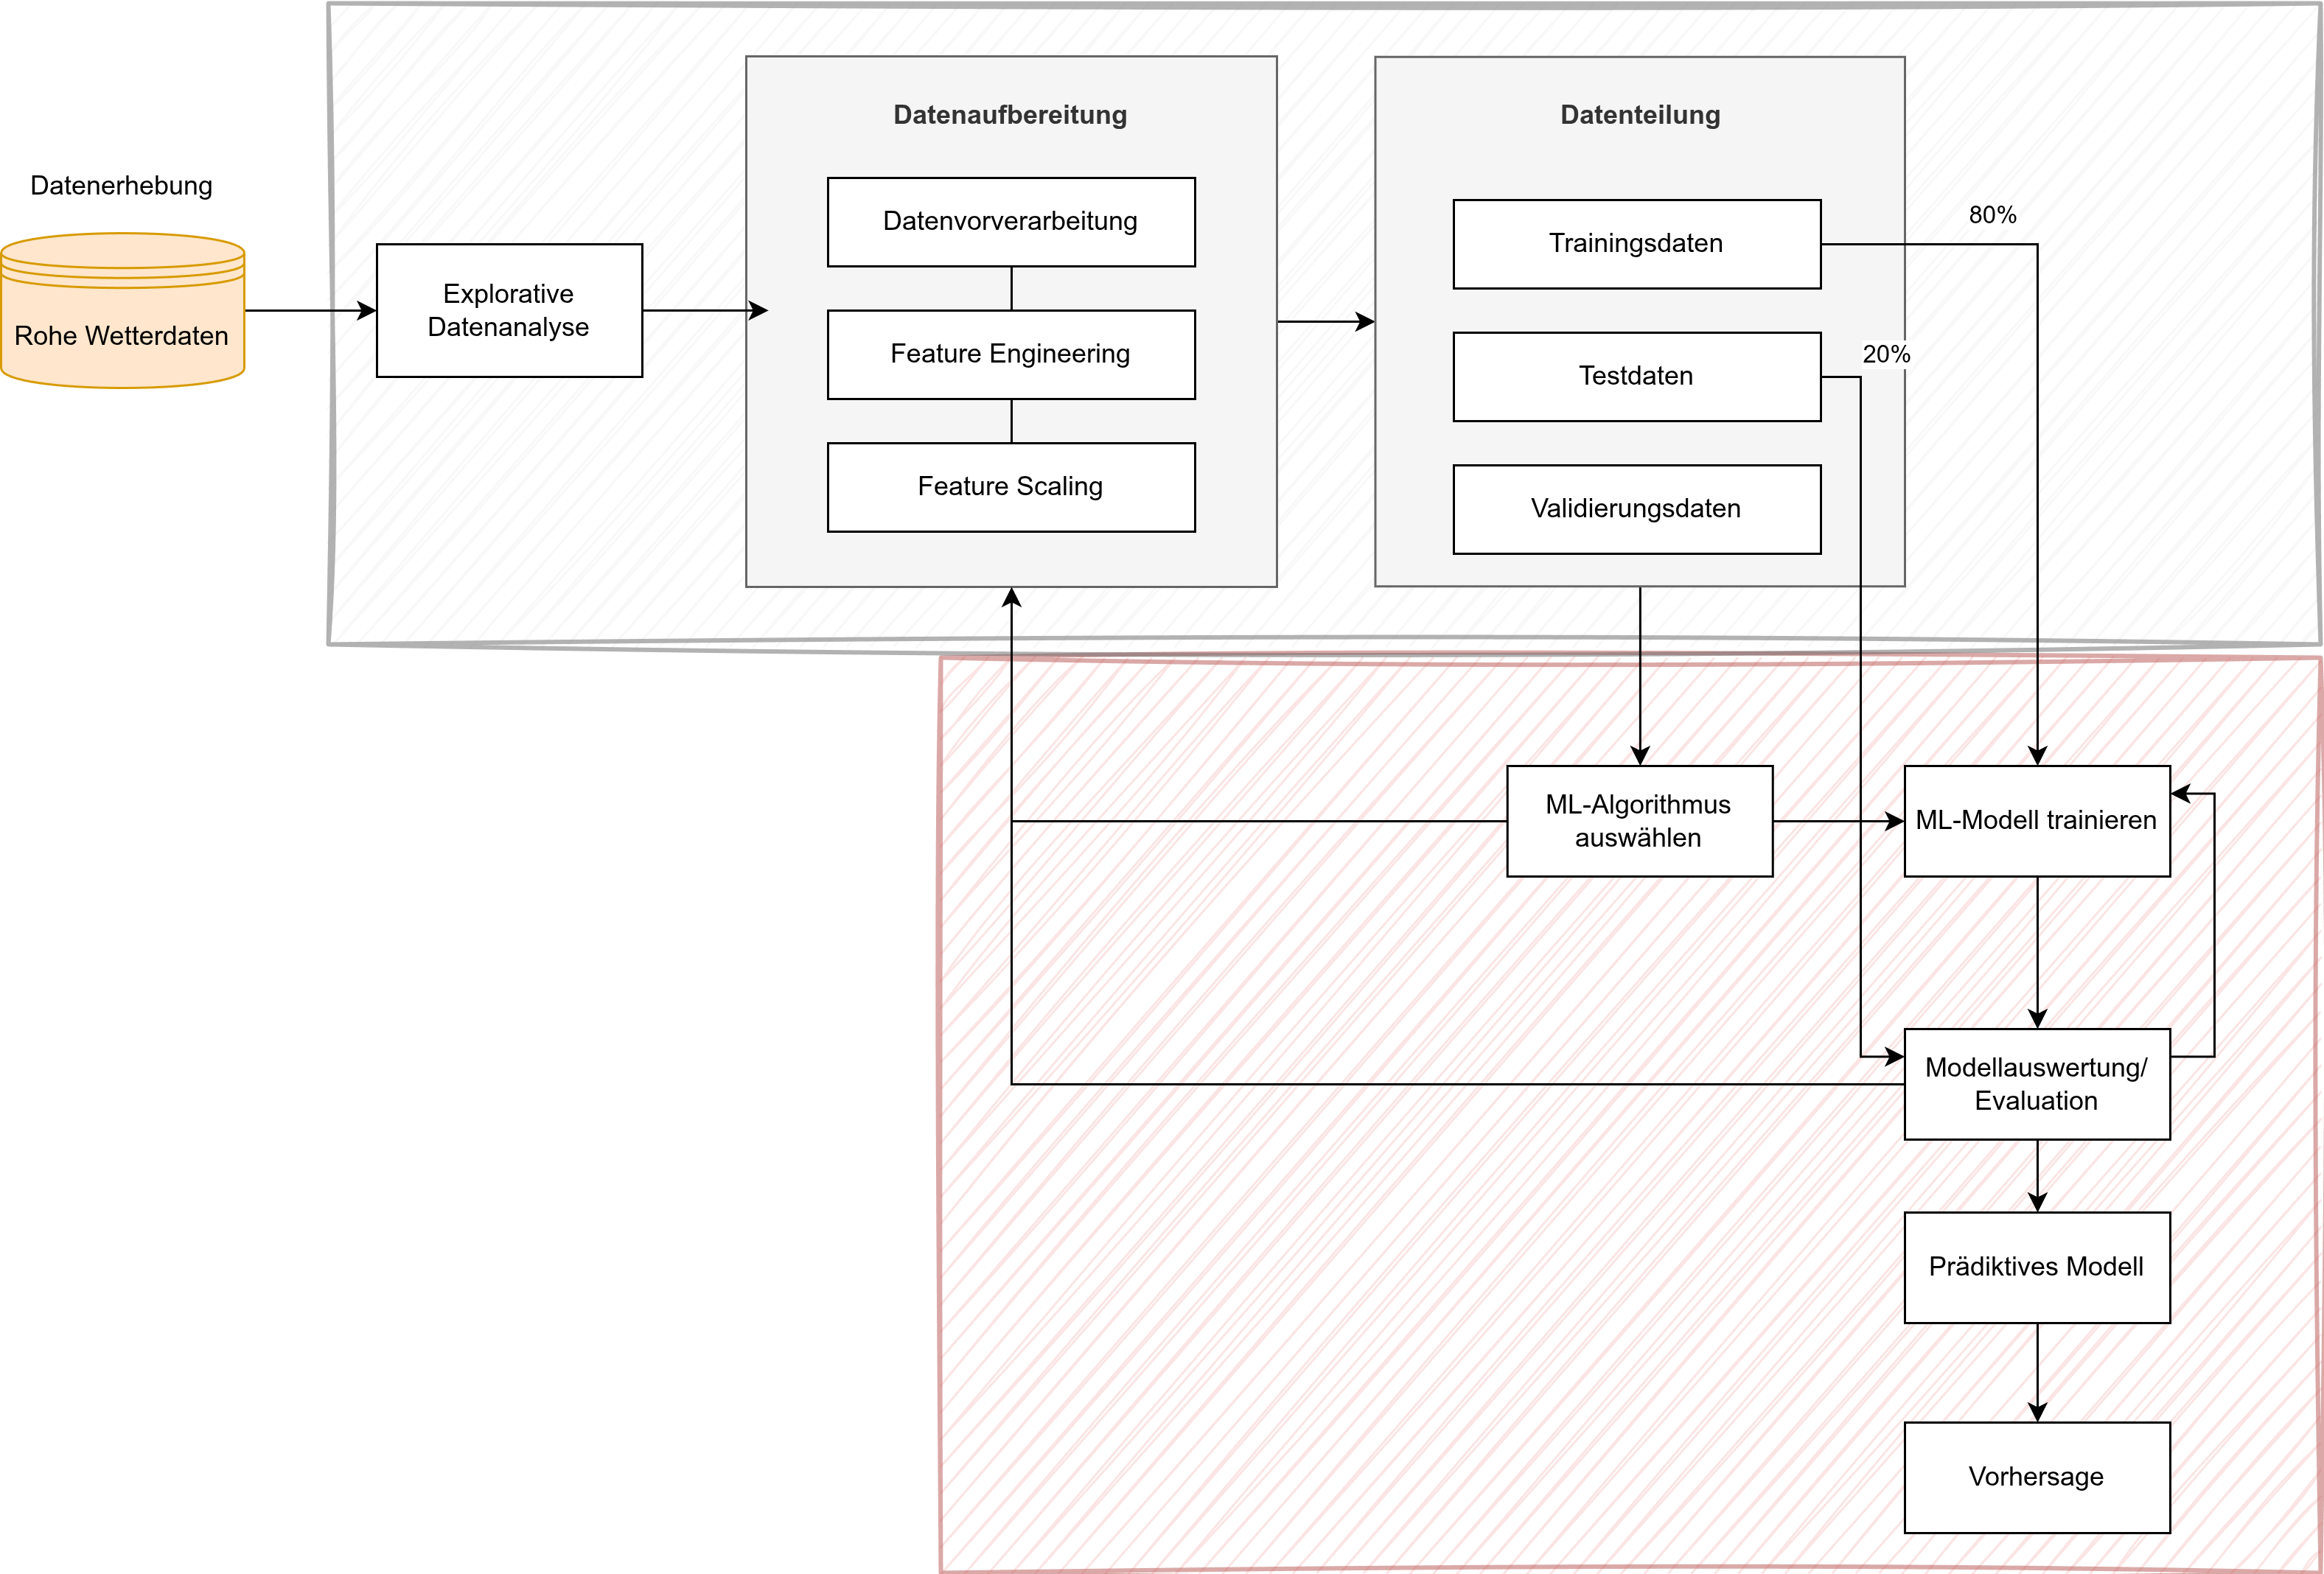 Datenerhebung
Rohe Wetterdaten
Explorative
Datenanalyse
Datenaufbereitung
Datenvorverarbeitung
Feature Engineering
Feature Scaling
Datenteilung
Trainingsdaten
80%
Testdaten
20%
Validierungsdaten
ML-Algorithmus
auswählen
ML-Modell trainieren
Modellauswertung/
Evaluation
Prädiktives Modell
Vorhersage